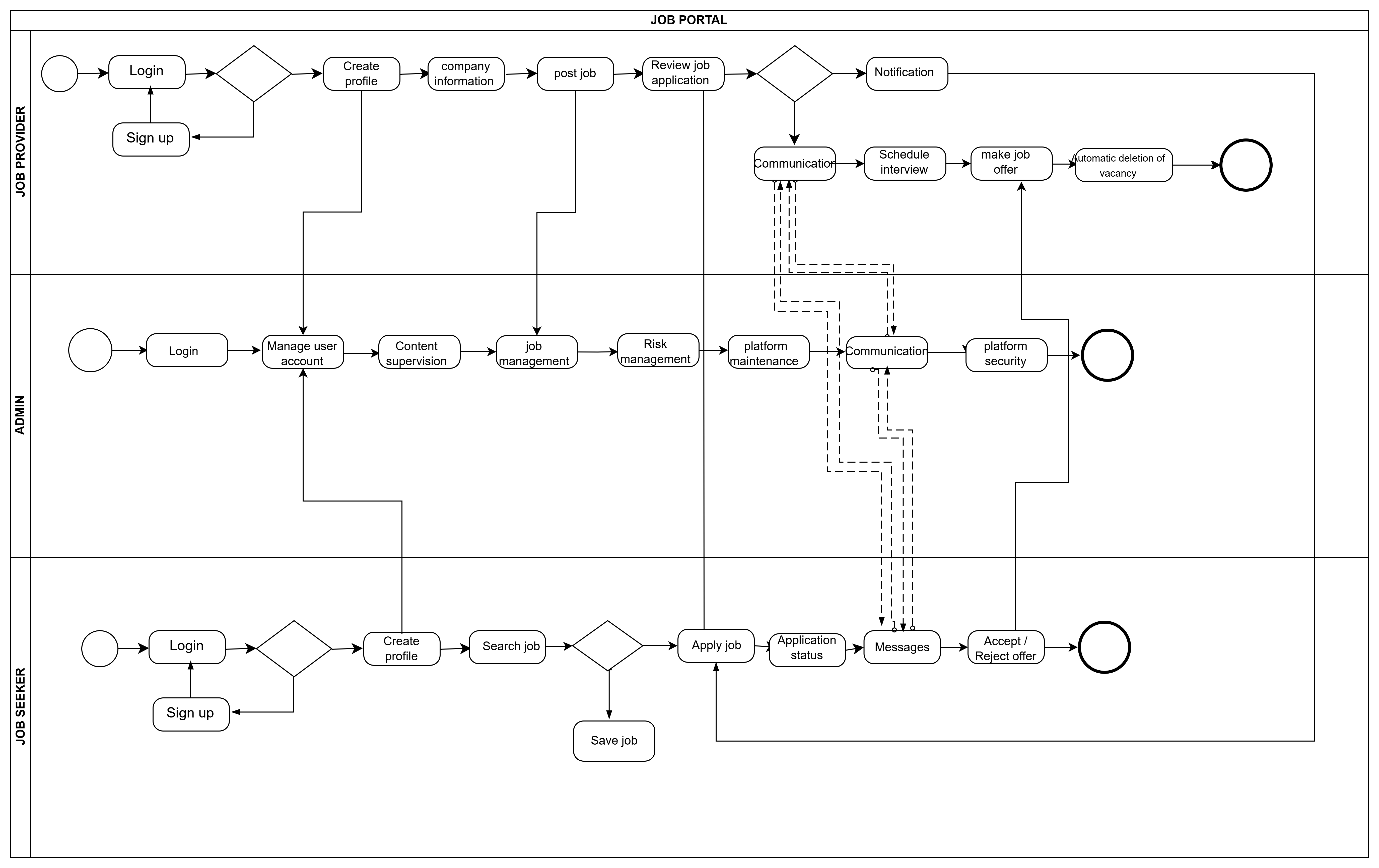 JOB PORTAL
JOB PROVIDER
Login
Sign up
Create
profile
company
information
post job
Review job
application
Notification
Communication
Schedule
interview
make job
offer
Automatic deletion of
vacancy
ADMIN
Login
Manage user
account
Content
supervision
job
management
Risk
management
platform
maintenance
Communication
platform
security
JOB SEEKER
Login
Sign up
Create
profile
Search job
Save job
Apply job
Application
status
Messages
Accept /
Reject offer